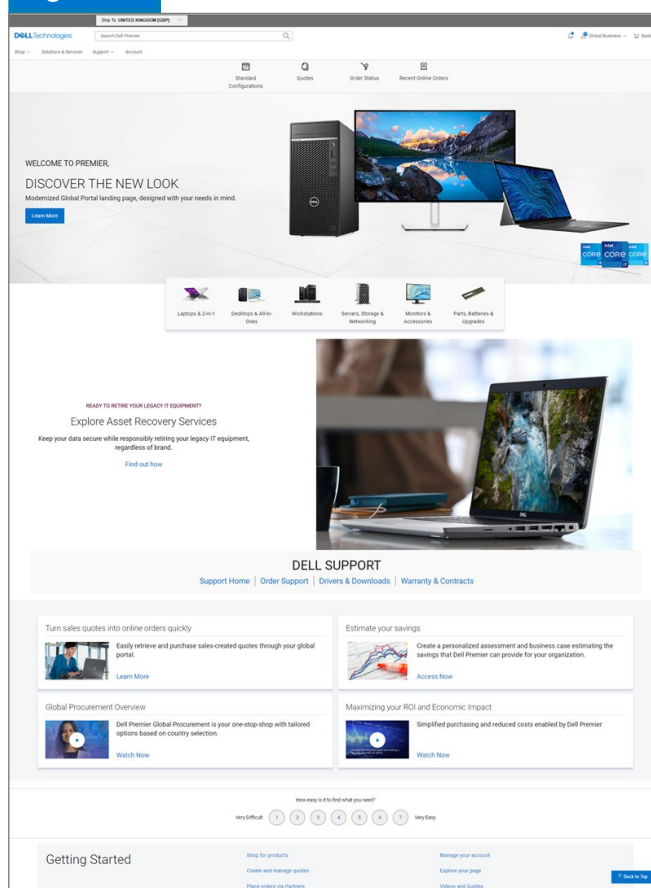 Ship To: UNITED KINGDOM [GBP]
DELLTechnologies
Search Dell Premier
Global Business
Shop
Solutions & Services
Support
Account
Standard
Configurations
Quotes
Order Status
Recent Online Orders
WELCOME TO PREMIER,
DISCOVER THE NEW LOOK
Modernized Global Portal landing page, designed with your needs in mind.
Learn More
intel
CORE
intel
CORE
intel
CORE
Laptops & 2-in-1
Desktops & All-in-
Ones
Workstations
Servers, Storage &
Networking
Monitors &
Accessories
Parts, Batteries &
Upgrades
READY TO RETIRE YOUR LEGACY IT EQUIPMENT?
Explore Asset Recovery Services
Keep your data secure while responsibly retiring your legacy IT equipment,
regardless of brand.
Find out how
DELL
DELL SUPPORT
Support Home | Order Support | Drivers & Downloads | Warranty & Contracts
Turn sales quotes into online orders quickly
Easily retrieve and purchase sales-created quotes through your global
portal.
Learn More
Estimate your savings
Create a personalized assessment and business case estimating the
savings that Dell Premier can provide for your organization.
Access Now
Global Procurement Overview
Dell Premier Global Procurement is your one-stop-shop with tailored
options based on country selection.
Watch Now
Maximizing your ROI and Economic Impact
Simplified purchasing and reduced costs enabled by Dell Premier
Watch Now
How easy is it to find what you need?
Very Difficult 1 2 3 4 5 6 7 Very Easy
Getting Started
Shop for products
Manage your account
Create and manage quotes
Explore your page
Place orders via Partners
Videos and Guides
Back to Top